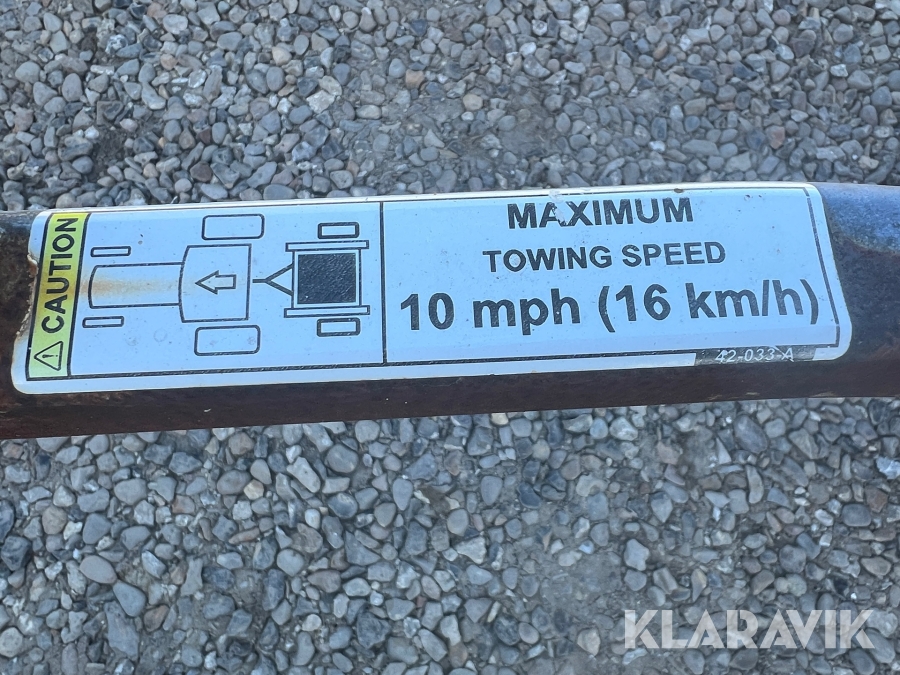 CAUTION
MAXIMUM
TOWING SPEED
10 mph (16 km/h)
42-033-A
KLARAVIK